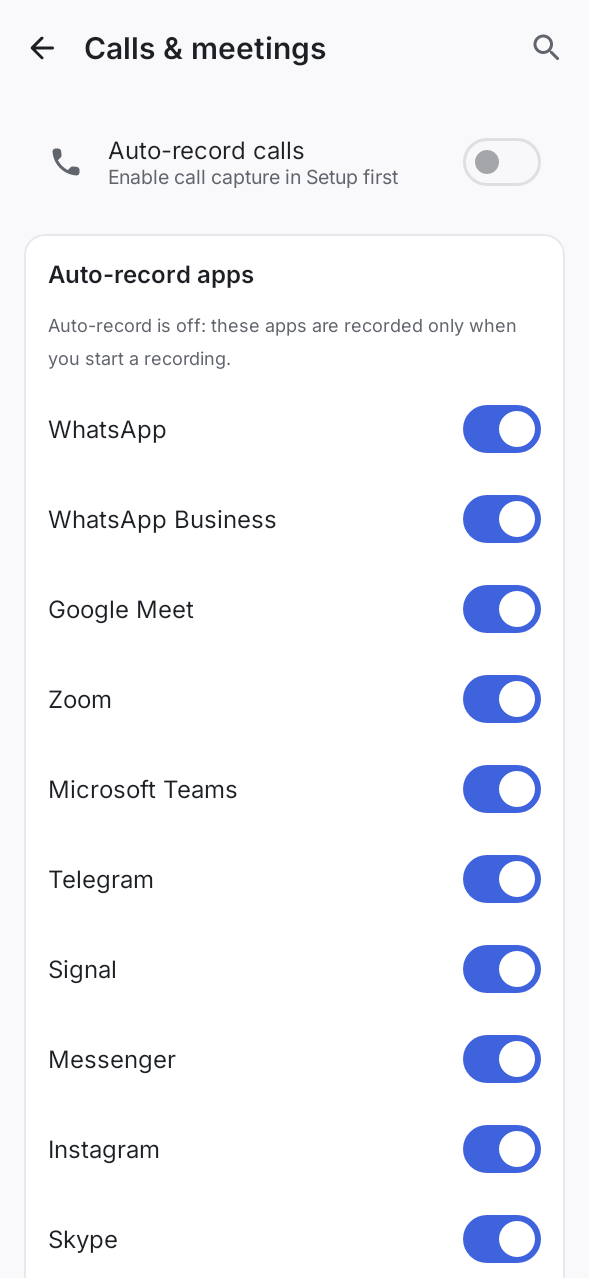 Calls & meetings
Auto-record calls
Enable call capture in Setup first
Auto-record apps
Auto-record is off: these apps are recorded only when
you start a recording.
WhatsApp
WhatsApp Business
Google Meet
Zoom
Microsoft Teams
Telegram
Signal
Messenger
Instagram
Skype